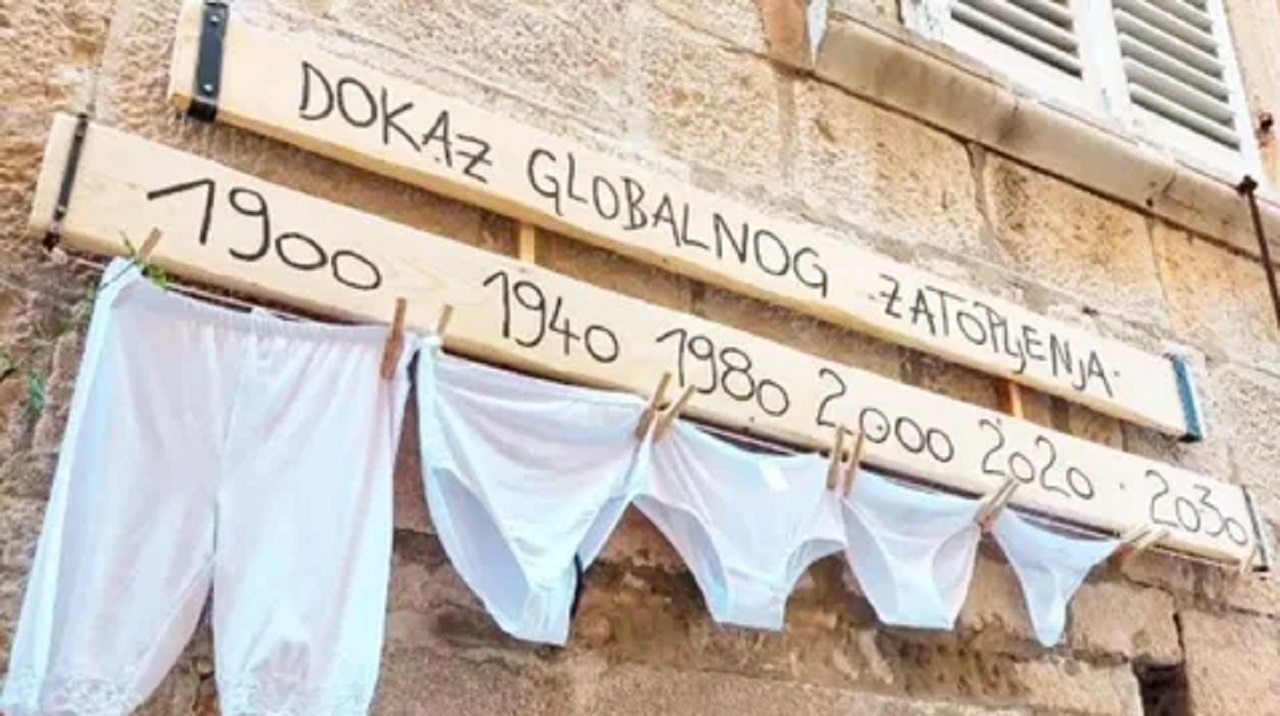 DOKAZ GLOBALNOG ZATOPLJENJA.
1900 1940 1980 2000 2020. 2030